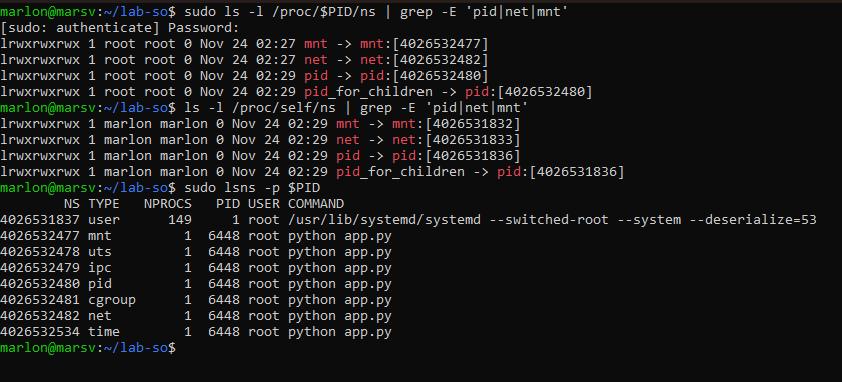 marlon@marsv:~/lab-so$ sudo ls -l /proc/$PID/ns | grep -E 'pid|net|mnt'
[sudo: authenticate] Password:
lrwxrwxrwx 1 root root 0 Nov 24 02:27 mnt -> mnt:[4026532477]
lrwxrwxrwx 1 root root 0 Nov 24 02:27 net -> net:[4026532482]
lrwxrwxrwx 1 root root 0 Nov 24 02:29 pid -> pid:[4026532480]
lrwxrwxrwx 1 root root 0 Nov 24 02:29 pid_for_children -> pid:[4026532480]
marlon@marsv:~/lab-so$ ls -l /proc/self/ns | grep -E 'pid|net|mnt'
lrwxrwxrwx 1 marlon marlon 0 Nov 24 02:29 mnt -> mnt:[4026531832]
lrwxrwxrwx 1 marlon marlon 0 Nov 24 02:29 net -> net:[4026531833]
lrwxrwxrwx 1 marlon marlon 0 Nov 24 02:29 pid -> pid:[4026531836]
lrwxrwxrwx 1 marlon marlon 0 Nov 24 02:29 pid_for_children -> pid:[4026531836]
marlon@marsv:~/lab-so$ sudo lsns -p $PID
        NS TYPE   NPROCS   PID USER COMMAND
4026531837 user      149     1 root /usr/lib/systemd/systemd --switched-root --system --deserialize=53
4026532477 mnt         1  6448 root python app.py
4026532478 uts         1  6448 root python app.py
4026532479 ipc         1  6448 root python app.py
4026532480 pid         1  6448 root python app.py
4026532481 cgroup      1  6448 root python app.py
4026532482 net         1  6448 root python app.py
4026532534 time        1  6448 root python app.py
marlon@marsv:~/lab-so$